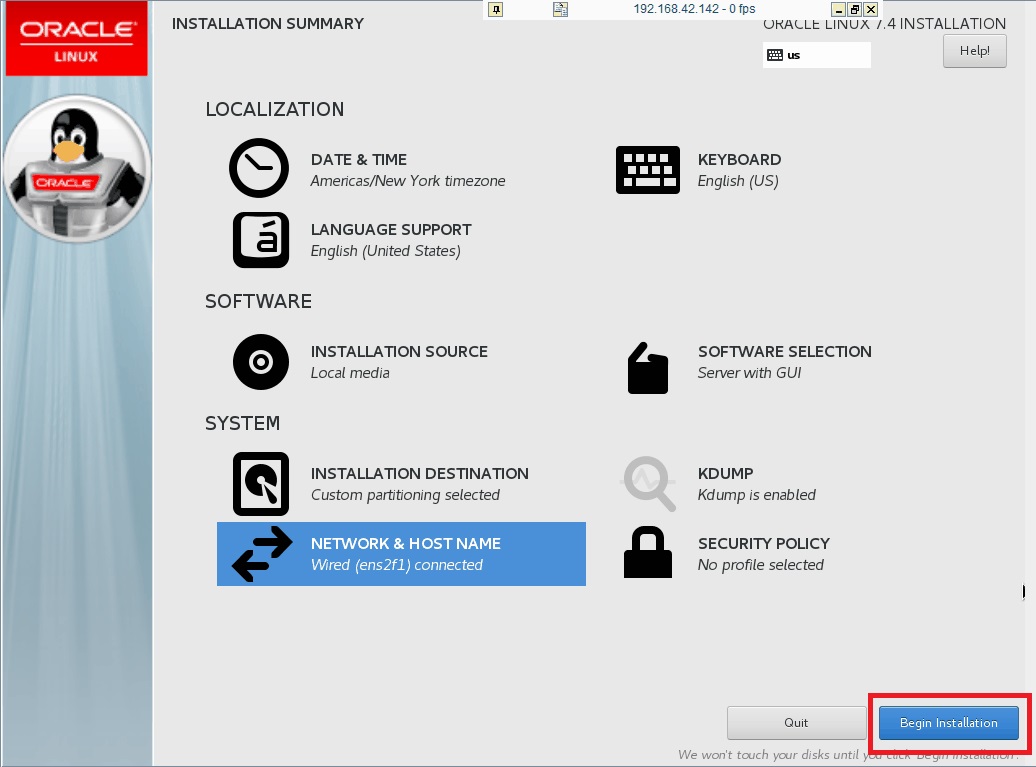 192.168.42.142 - 0 fps
ORACLE
LINUX
INSTALLATION SUMMARY
ORACLE LINUX 7.4 INSTALLATION
us
Help!
ORACLE
LOCALIZATION
DATE & TIME
Americas/New York timezone
KEYBOARD
English (US)
LANGUAGE SUPPORT
English (United States)
SOFTWARE
INSTALLATION SOURCE
Local media
SOFTWARE SELECTION
Server with GUI
SYSTEM
INSTALLATION DESTINATION
Custom partitioning selected
KDUMP
Kdump is enabled
NETWORK & HOST NAME
Wired (ens2f1) connected
SECURITY POLICY
No profile selected
Quit
Begin Installation
We won't touch your disks until you click 'Begin Installation'.